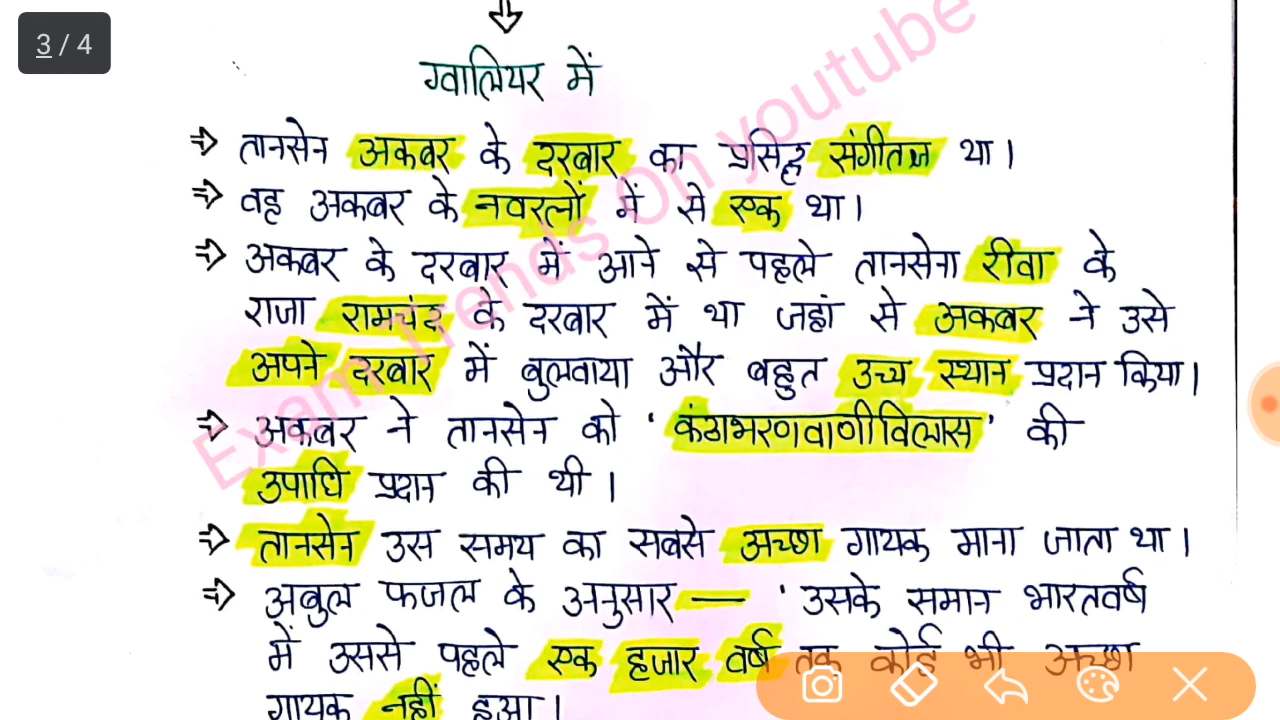 3 / 4
ग्वालियर में
⇒ तानसेन अकबर के दरबार का प्रसिद्ध संगीतज्ञ था।
⇒ वह अकबर के नवरत्नों में से एक था।
⇒ अकबर के दरबार में आने से पहले तानसेना रीवा के
राजा रामचंद्र के दरबार में था जहां से अकबर ने उसे
अपने दरबार में बुलवाया और बहुत उच्च स्थान प्रदान किया।
⇒ अकबर ने तानसेन को ' कंठाभरणवाणीविलास ' की
उपाधि प्रदान की थी ।
⇒ तानसेन उस समय का सबसे अच्छा गायक माना जाता था।
⇒ अबुल फजल के अनुसार — ' उसके समान भारतवर्ष
में उससे पहले एक हजार वर्ष तक कोई भी अच्छा
गायक नहीं हुआ ।
Exam Trends On youtube